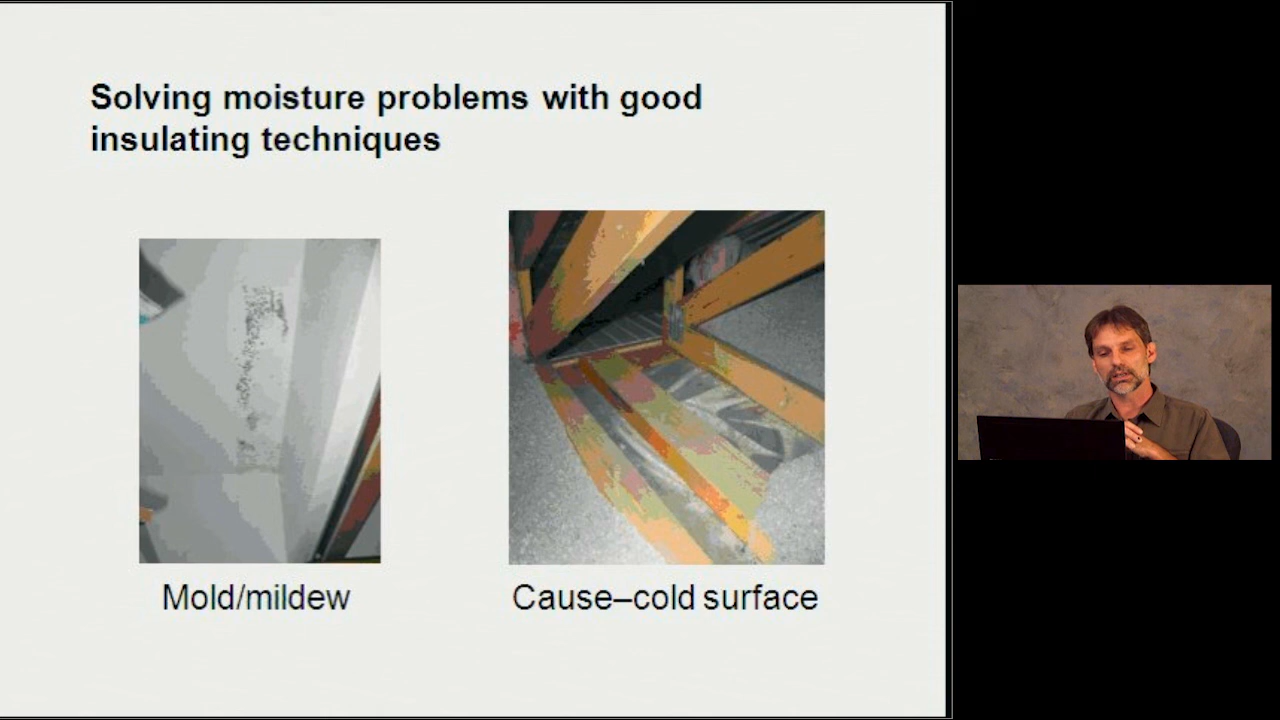 Solving moisture problems with good
insulating techniques
Mold/mildew
Cause–cold surface